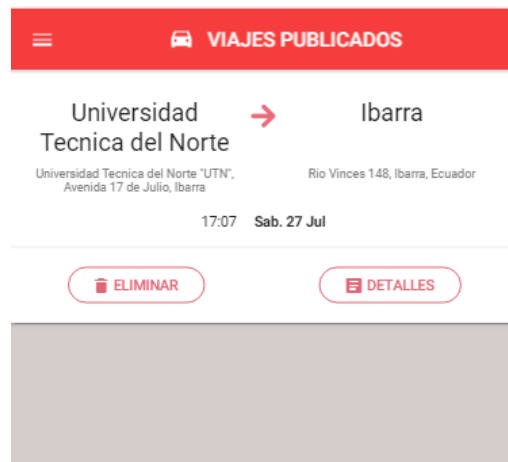 VIAJES PUBLICADOS
Universidad
Tecnica del Norte
Ibarra
Universidad Tecnica del Norte "UTN",
Avenida 17 de Julio, Ibarra
Rio Vinces 148, Ibarra, Ecuador
17:07 Sab. 27 Jul
ELIMINAR
DETALLES